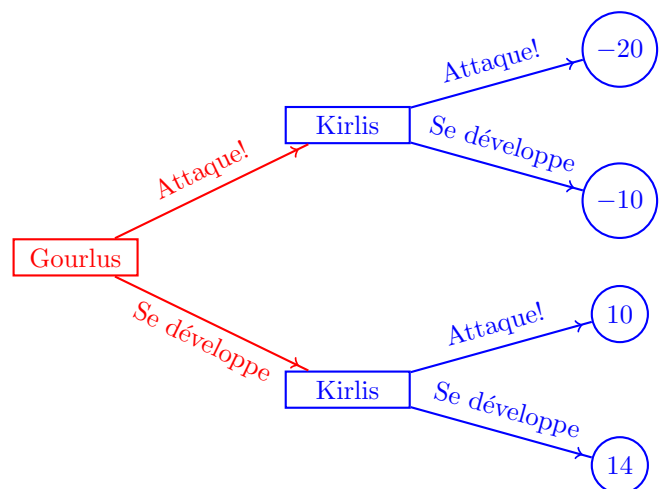 Attaque!
−20
Kirlis
Se développe
Attaque!
−10
Gourlus
Se développe
Attaque!
10
Kirlis
Se développe
14